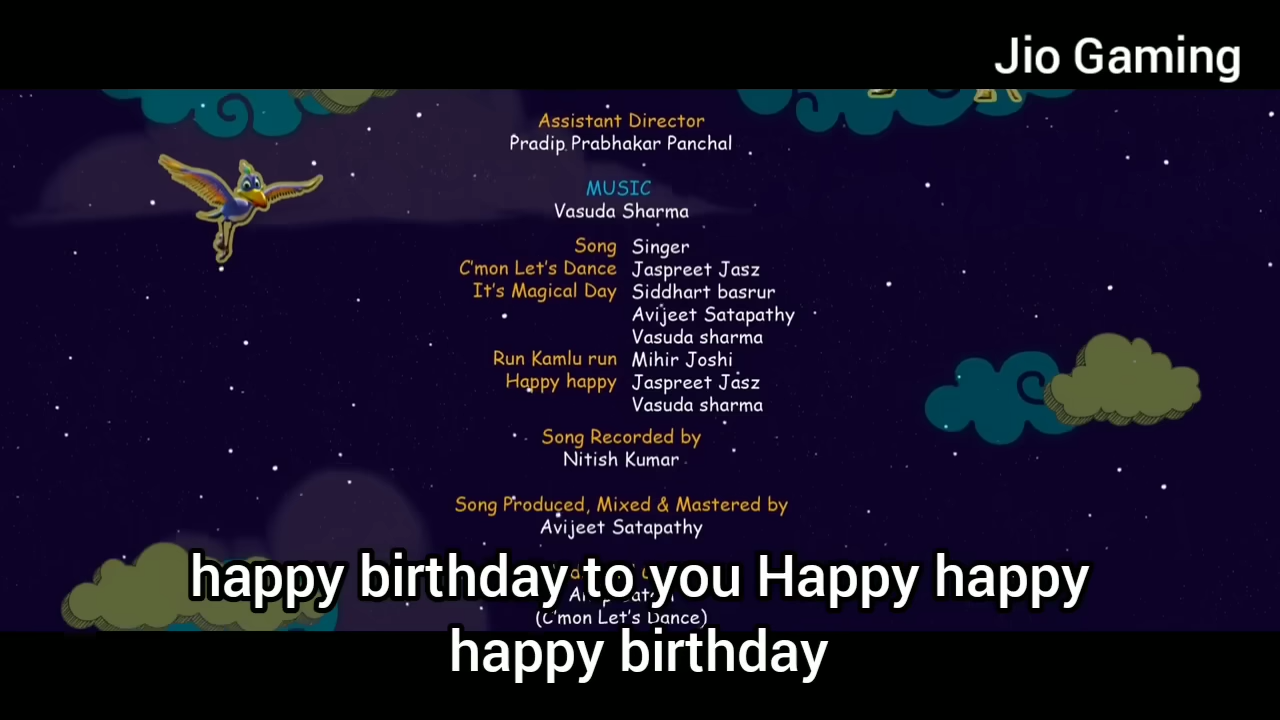 Jio Gaming
Assistant Director
Pradip Prabhakar Panchal
MUSIC
Vasuda Sharma
Song Singer
C'mon Let's Dance Jaspreet Jasz
It's Magical Day Siddhart basrur
Avijeet Satapathy
Vasuda sharma
Run Kamlu run Mihir Joshi
Happy happy Jaspreet Jasz
Vasuda sharma
Song Recorded by
Nitish Kumar
Song Produced, Mixed & Mastered by
Avijeet Satapathy
(C'mon Let's Dance)
happy birthday to you Happy happy
happy birthday